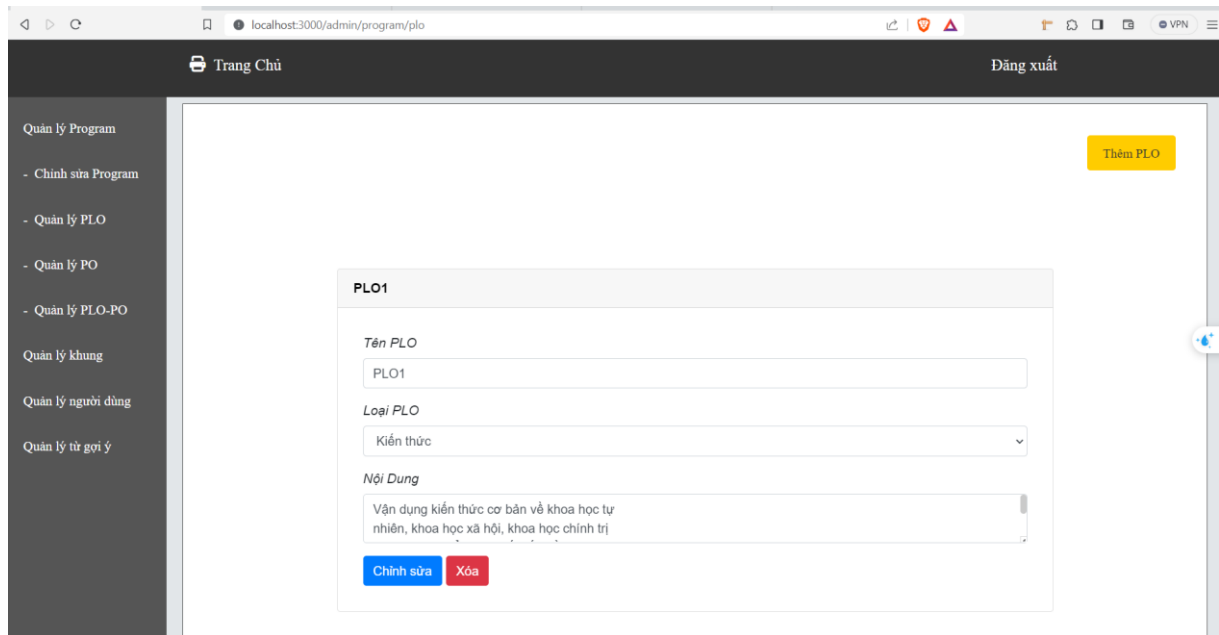 localhost:3000/admin/program/plo
VPN
Trang Chủ
Đăng xuất
Quản lý Program
- Chỉnh sửa Program
- Quản lý PLO
- Quản lý PO
- Quản lý PLO-PO
Quản lý khung
Quản lý người dùng
Quản lý từ gợi ý
Thêm PLO
PLO1
Tên PLO
PLO1
Loại PLO
Kiến thức
Nội Dung
Vận dụng kiến thức cơ bản về khoa học tự
nhiên, khoa học xã hội, khoa học chính trị
Chỉnh sửa
Xóa